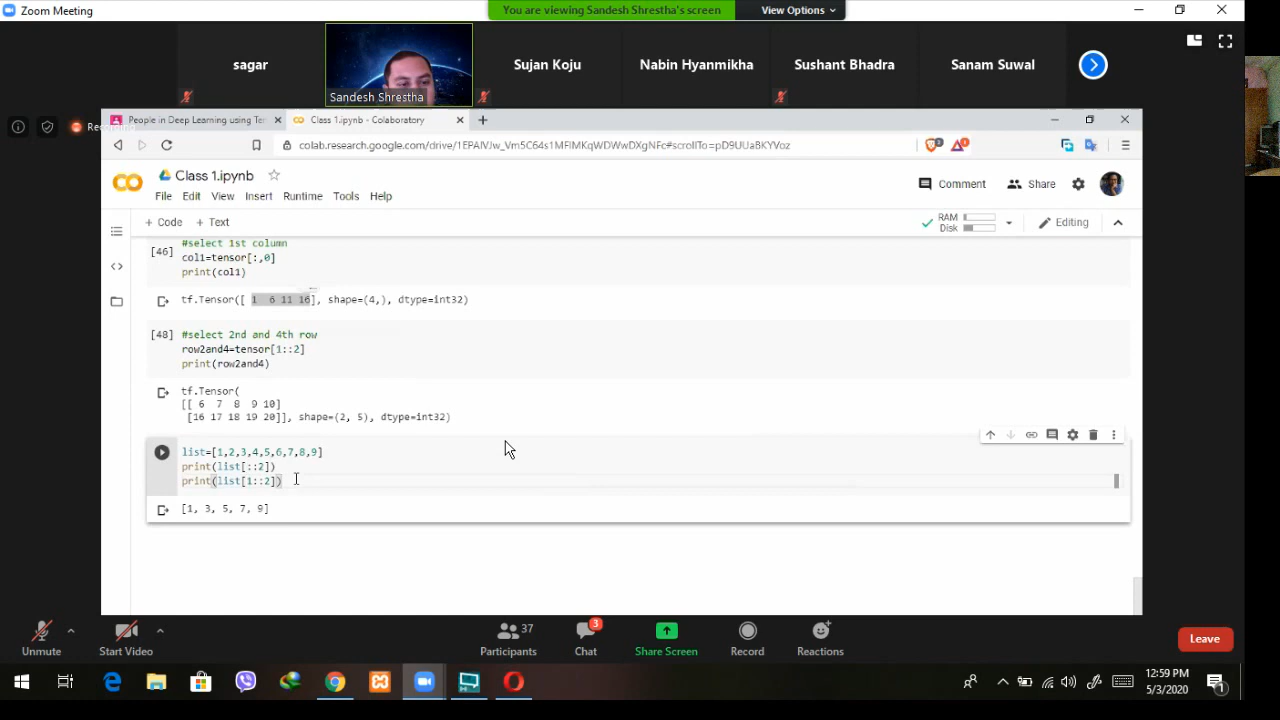 Zoom Meeting
You are viewing Sandesh Shrestha's screen
View Options
sagar
Sandesh Shrestha
Sujan Koju
Nabin Hyanmikha
Sushant Bhadra
Sanam Suwal
Recording
People in Deep Learning using Ter
Class 1.ipynb - Colaboratory
colab.research.google.com/drive/1EPAlVJw_Vm5C64s1MFlMKqWDWwDXgNFc#scrollTo=pD9UUaBKYVoz
Class 1.ipynb
File Edit View Insert Runtime Tools Help
Comment
Share
+ Code + Text
RAM
Disk
Editing
[46]
#select 1st column
col1=tensor[:,0]
print(col1)
tf.Tensor([ 1 6 11 16], shape=(4,), dtype=int32)
[48]
#select 2nd and 4th row
row2and4=tensor[1::2]
print(row2and4)
tf.Tensor(
[[ 6 7 8 9 10]
[16 17 18 19 20]], shape=(2, 5), dtype=int32)
list=[1,2,3,4,5,6,7,8,9]
print(list[::2])
print(list[1::2])
[1, 3, 5, 7, 9]
Unmute
Start Video
37
Participants
3
Chat
Share Screen
Record
Reactions
Leave
12:59 PM
5/3/2020
1